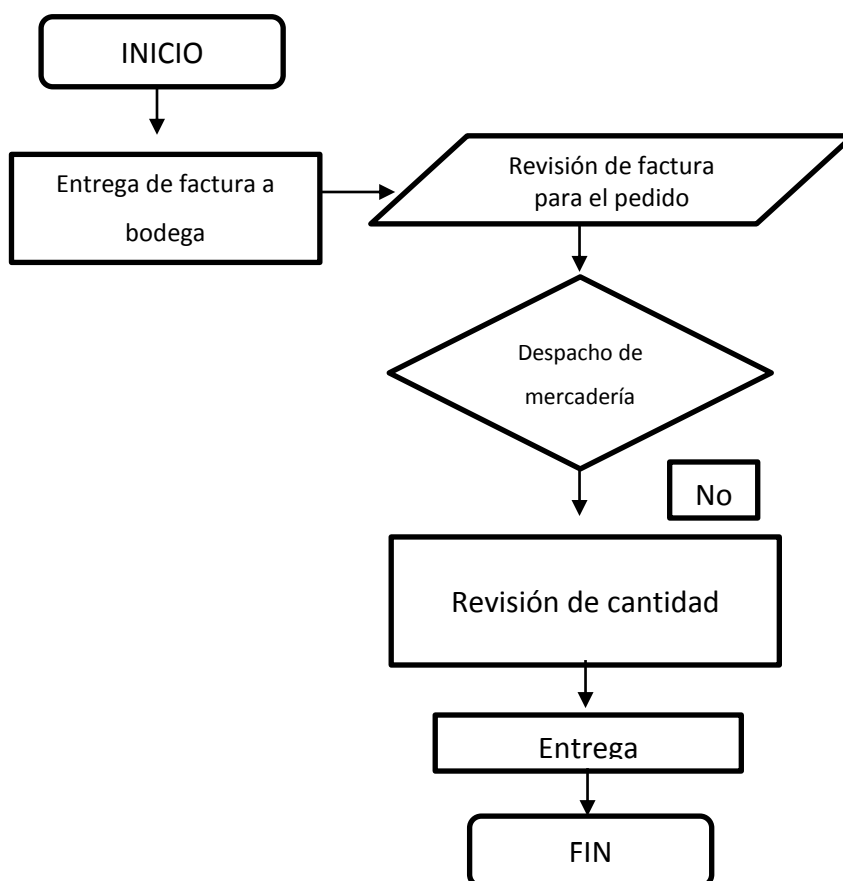 INICIO
Entrega de factura a
bodega
Revisión de factura
para el pedido
Despacho de
mercadería
No
Revisión de cantidad
Entrega
FIN